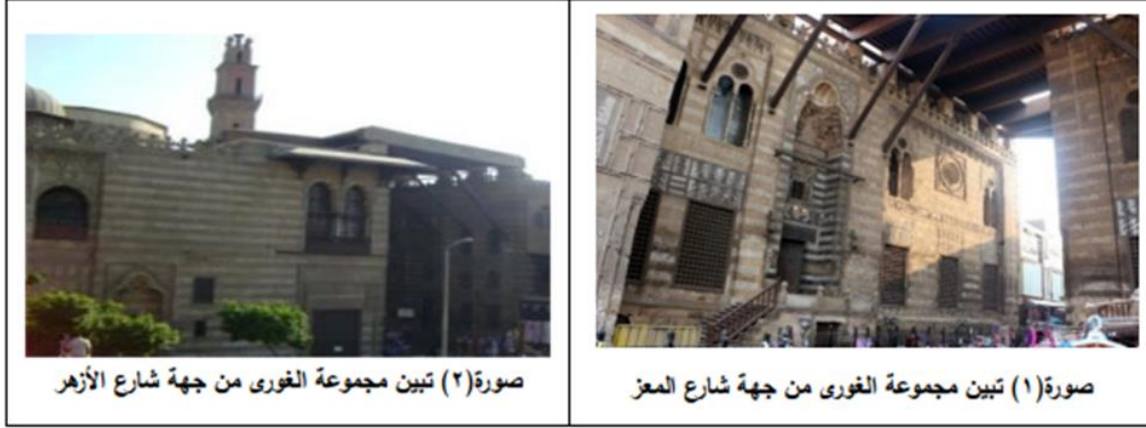 صورة(١) تبين مجموعة الغورى من جهة شارع المعز
صورة(٢) تبين مجموعة الغورى من جهة شارع الأزهر